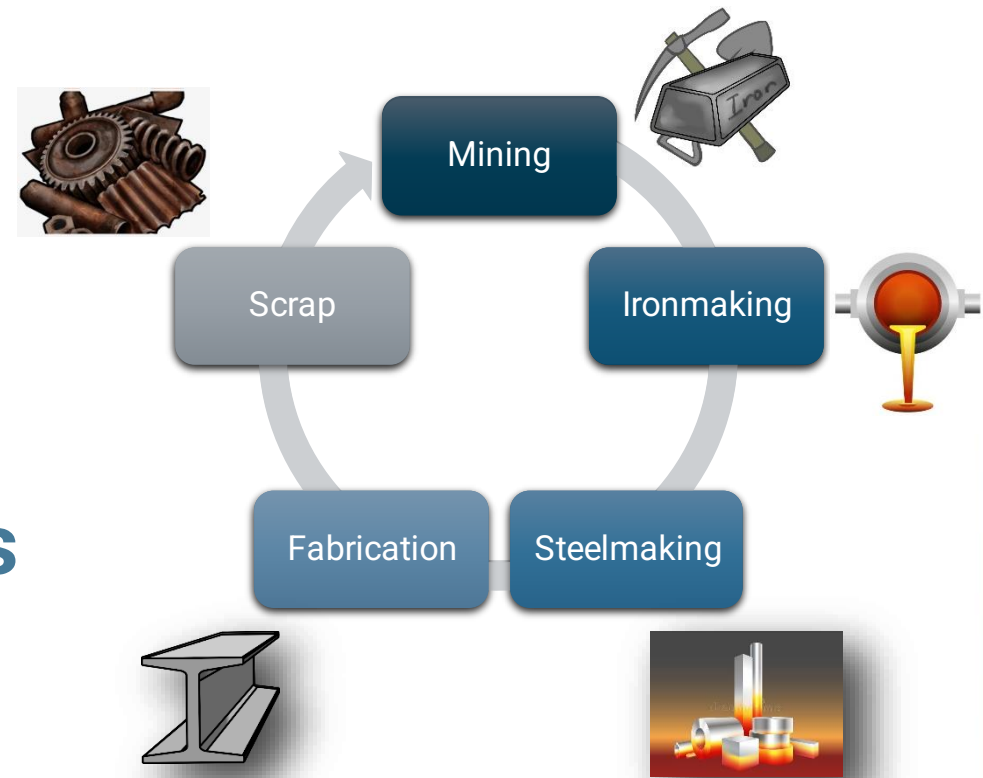 Mining
Iron
Scrap
Ironmaking
s
Fabrication
Steelmaking